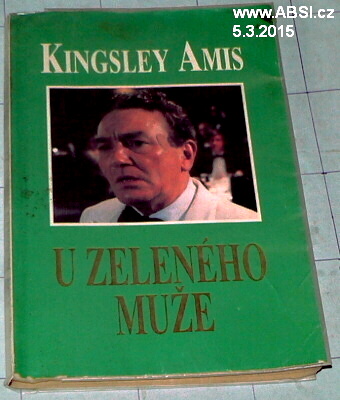 www.ABSI.cz
5.3.2015
KINGSLEY AMIS
U ZELENÉHO
MUŽE